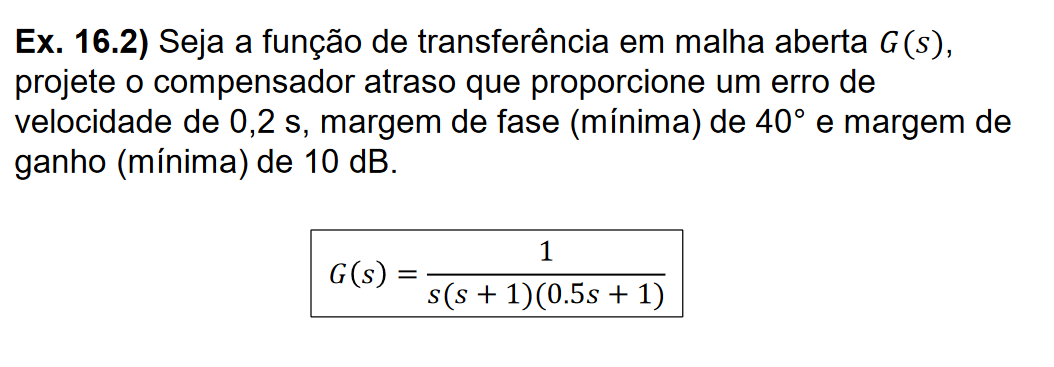 Ex. 16.2) Seja a função de transferência em malha aberta G(s),
projete o compensador atraso que proporcione um erro de
velocidade de 0,2 s, margem de fase (mínima) de 40° e margem de
ganho (mínima) de 10 dB.
G(s) = 1 / s(s + 1)(0.5s + 1)